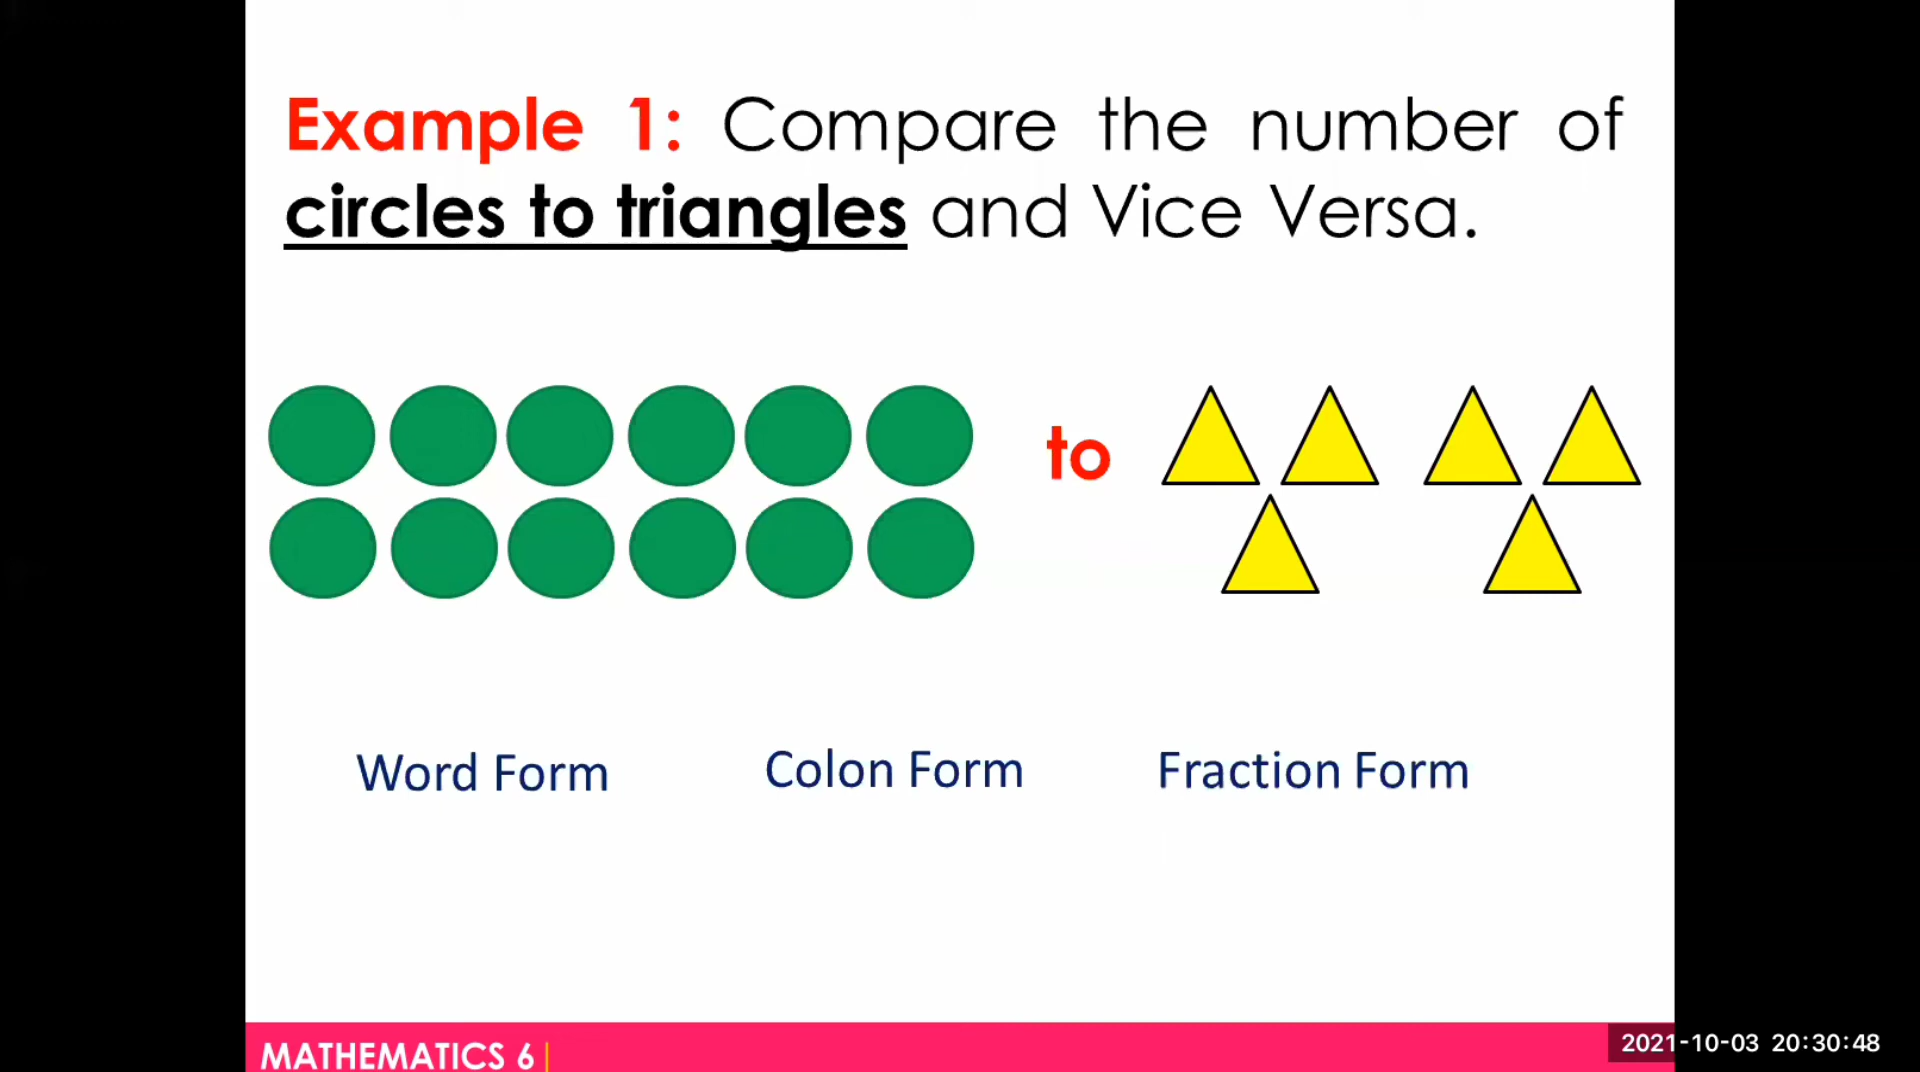 Example 1: Compare the number of
circles to triangles and Vice Versa.
to
Word Form
Colon Form
Fraction Form
MATHEMATICS 6|
2021-10-03 20:30:48